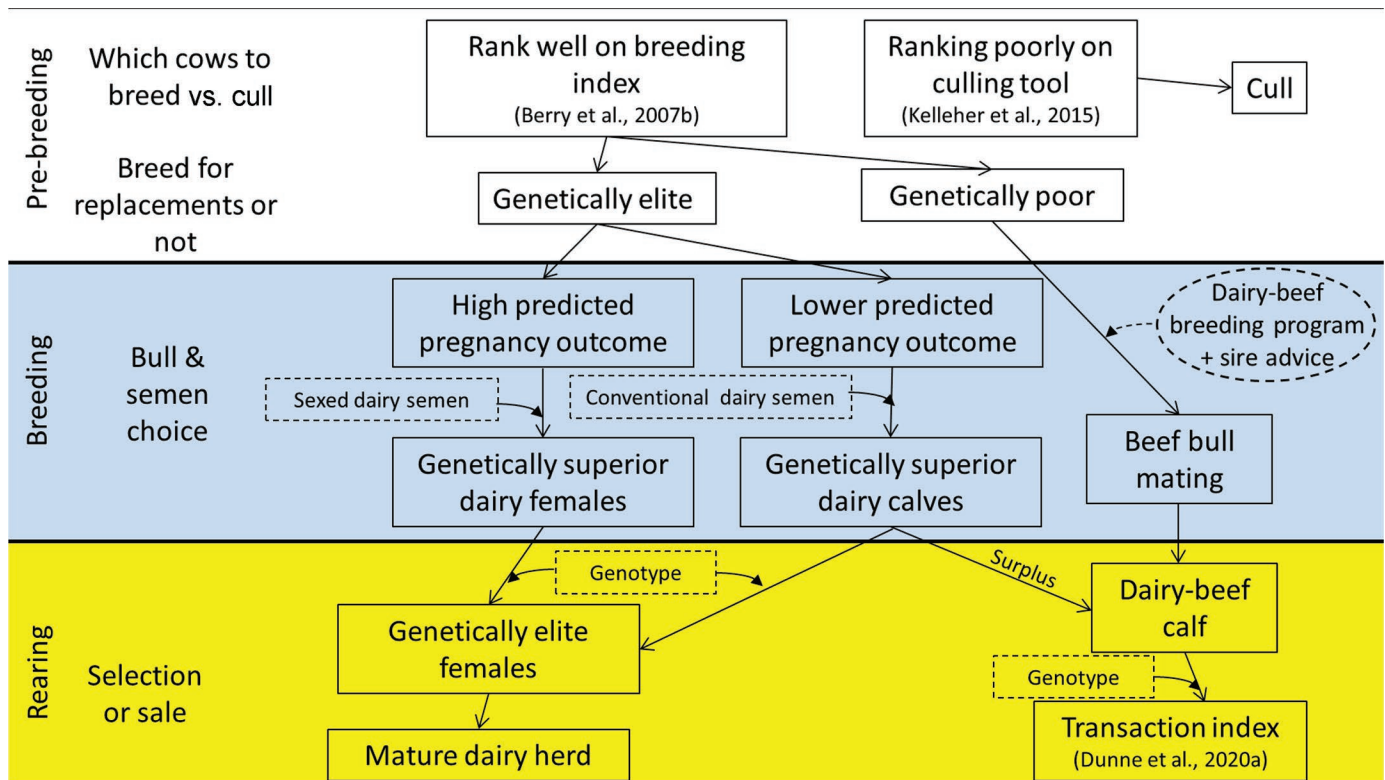 Pre-breeding
Which cows to
breed vs. cull
Breed for
replacements or
not
Rank well on breeding
index
(Berry et al., 2007b)
Ranking poorly on
culling tool
(Kelleher et al., 2015)
Cull
Genetically elite
Genetically poor
Breeding
Bull &
semen
choice
High predicted
pregnancy outcome
Lower predicted
pregnancy outcome
Dairy-beef
breeding program
+ sire advice
Sexed dairy semen
Conventional dairy semen
Genetically superior
dairy females
Genetically superior
dairy calves
Beef bull
mating
Rearing
Selection
or sale
Genotype
Surplus
Genetically elite
females
Dairy-beef
calf
Genotype
Mature dairy herd
Transaction index
(Dunne et al., 2020a)